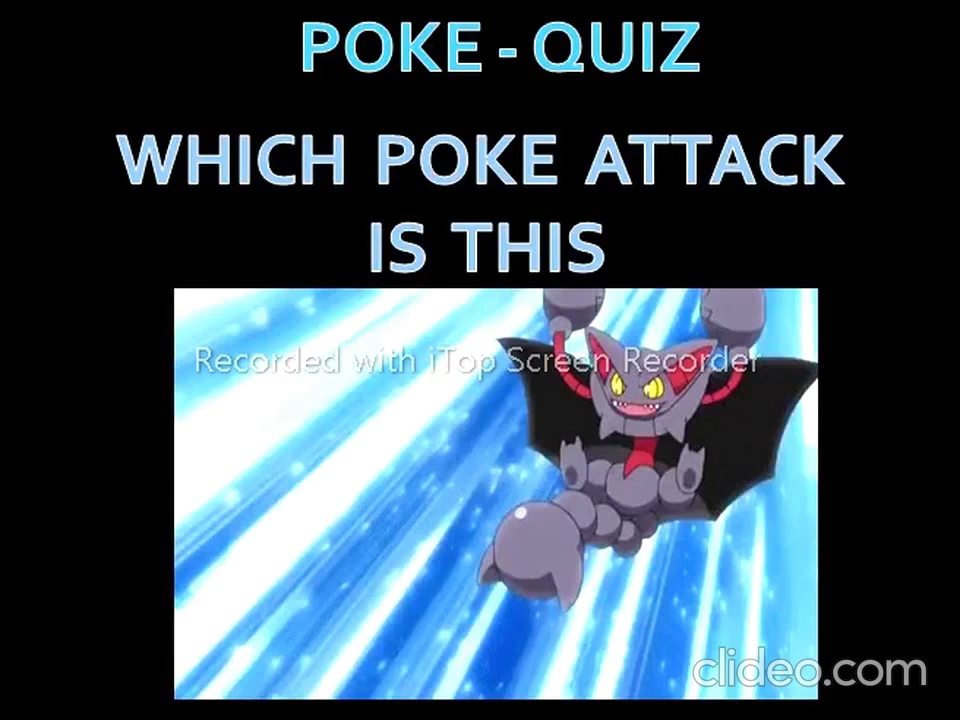 POKE - QUIZ
WHICH POKE ATTACK
IS THIS
Recorded with iTop Screen Recorder
clideo.com